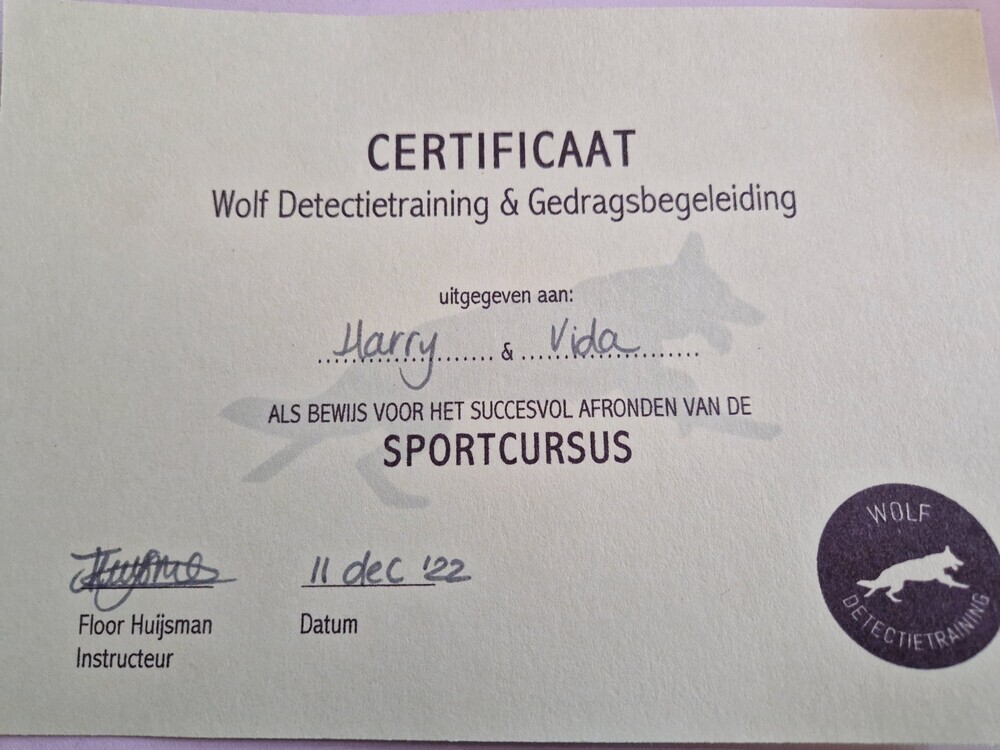 CERTIFICAAT
Wolf Detectietraining & Gedragsbegeleiding
uitgegeven aan:
Harry & Vida
ALS BEWIJS VOOR HET SUCCESVOL AFRONDEN VAN DE
SPORTCURSUS
11 dec '22
Floor Huijsman Datum
Instructeur
WOLF
DETECTIETRAINING